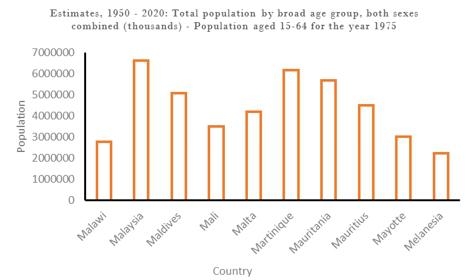 Estimates, 1950 - 2020: Total population by broad age group, both sexes
combined (thousands) - Population aged 15-64 for the year 1975
7000000
6000000
5000000
4000000
3000000
2000000
1000000
0
Population
Malawi
Malaysia
Maldives
Mali
Malta
Martinique
Mauritania
Mauritius
Mayotte
Melanesia
Country